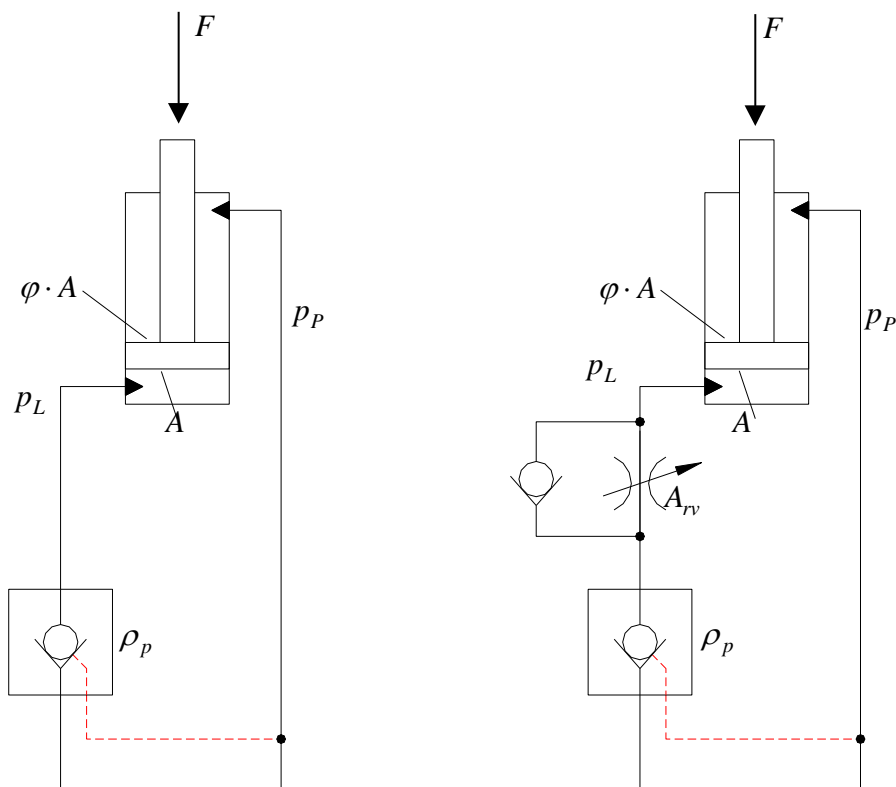 F
φ · A
p_P
p_L
A
ρ_p
F
φ · A
p_P
p_L
A
A_rv
ρ_p